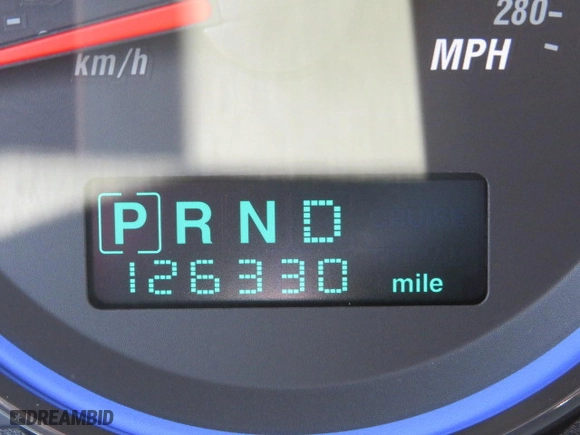 280
km/h
MPH
P R N D
126330 mile
DREAMBID